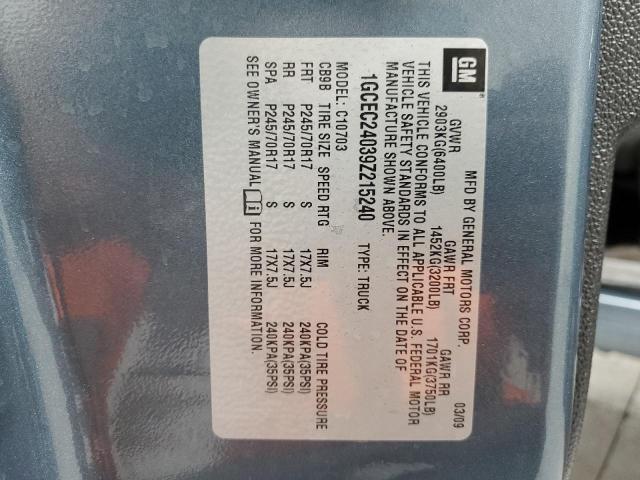 GM
MFD BY GENERAL MOTORS CORP. 03/09
GVWR GAWR FRT GAWR RR
2903KG(6400LB) 1452KG(3200LB) 1701KG(3750LB)
THIS VEHICLE CONFORMS TO ALL APPLICABLE U.S. FEDERAL MOTOR
VEHICLE SAFETY STANDARDS IN EFFECT ON THE DATE OF
MANUFACTURE SHOWN ABOVE.
1GCEC24039Z215240 TYPE: TRUCK
MODEL: C10703
CB9B TIRE SIZE SPEED RTG RIM COLD TIRE PRESSURE
FRT P245/70R17 S 17X7.5J 240KPA(35PSI)
RR P245/70R17 S 17X7.5J 240KPA(35PSI)
SPA P245/70R17 S 17X7.5J 240KPA(35PSI)
SEE OWNER'S MANUAL i FOR MORE INFORMATION.